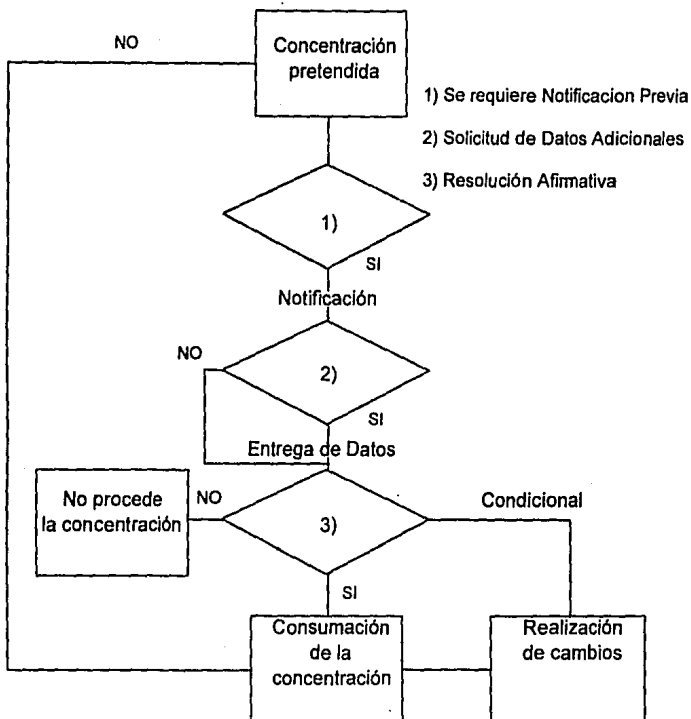 NO
Concentración
pretendida
1) Se requiere Notificacion Previa
2) Solicitud de Datos Adicionales
3) Resolución Afirmativa
1)
SI
Notificación
NO
2)
SI
Entrega de Datos
No procede
la concentración
NO
3)
Condicional
SI
Consumación
de la
concentración
Realización
de cambios